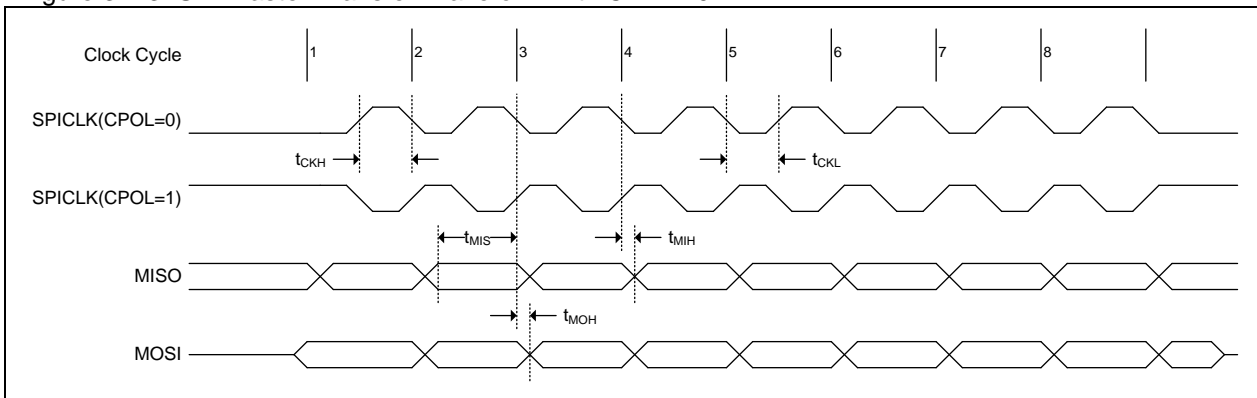 Clock Cycle 1 2 3 4 5 6 7 8
SPICLK(CPOL=0)
tCKH tCKL
SPICLK(CPOL=1)
tMIS tMIH
MISO
tMOH
MOSI